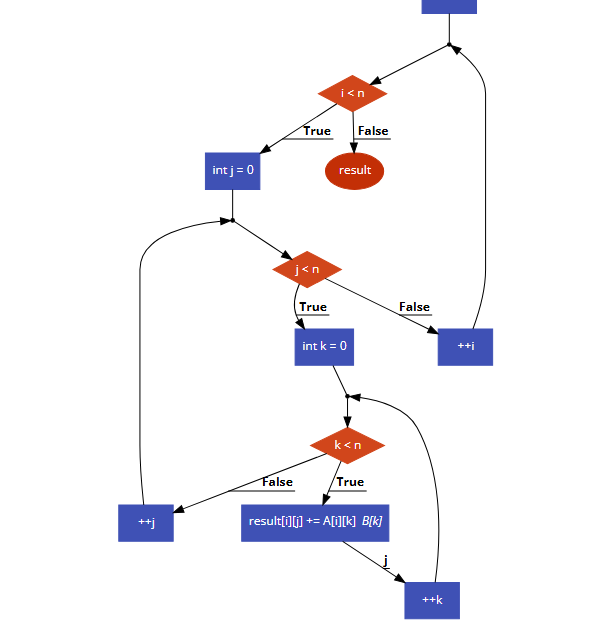 i < n
True
False
int j = 0
result
j < n
True
False
int k = 0
++i
k < n
False
True
++j
result[i][j] += A[i][k] B[k]
j
++k